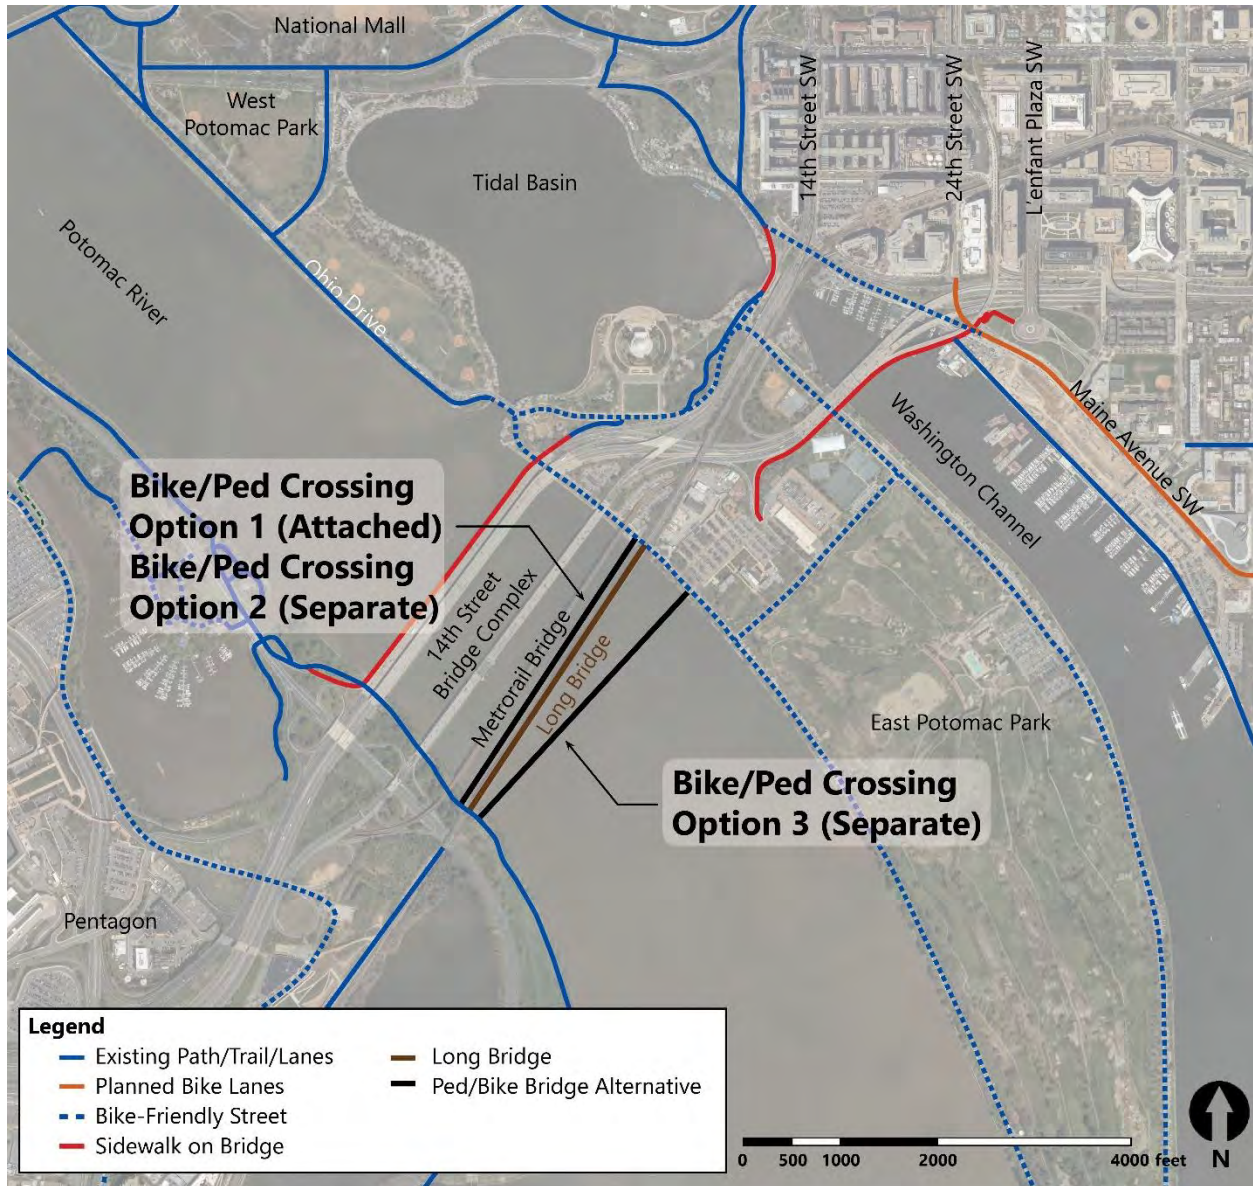 National Mall
West
Potomac Park
Tidal Basin
14th Street SW
24th Street SW
L'enfant Plaza SW
Potomac River
Ohio Drive
Washington Channel
Maine Avenue SW
Bike/Ped Crossing
Option 1 (Attached)
Bike/Ped Crossing
Option 2 (Separate)
14th Street
Bridge Complex
Metrorail Bridge
Long Bridge
East Potomac Park
Bike/Ped Crossing
Option 3 (Separate)
Pentagon
Legend
Existing Path/Trail/Lanes
Planned Bike Lanes
Bike-Friendly Street
Sidewalk on Bridge
Long Bridge
Ped/Bike Bridge Alternative
0 500 1000 2000 4000 feet
N